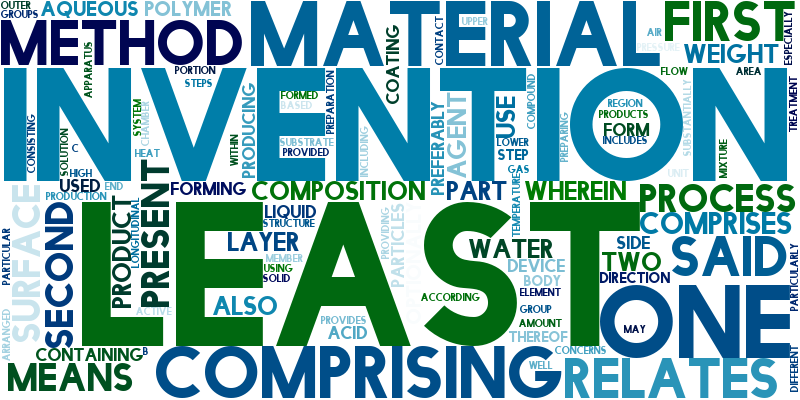 OUTER
GROUPS
AQUEOUS
POLYMER
METHOD
MATERIAL
FIRST
UPPER
CONTACT
AIR
PRESSURE
WEIGHT
ESPECIALLY
APPARATUS
PORTION
STEPS
COATING
FLOW
AREA
INVENTION
CONSISTING
SOLUTION
C
HIGH
SYSTEM
CHAMBER
HEAT
WITHIN
PRODUCING
FORMED
BASED
SUBSTRATE
PROVIDED
PREPARATION
INCLUDING
PREFERABLY
AGENT
USE
LOWER
STEP
GAS
COMPOUND
PREPARING
REGION
PRODUCTS
FORM
INCLUDES
SUBSTANTIALLY
UNIT
MIXTURE
TREATMENT
USED
END
PRODUCTION
FORMING
COMPOSITION
PART
WHEREIN
PROCESS
COMPRISES
PARTICULAR
SURFACE
SECOND
PRODUCT
LONGITUDINAL
PRESENT
LEAST
LIQUID
STRUCTURE
LAYER
MEMBER
USING
SOLID
PROVIDING
PARTICLES
WATER
TEMPERATURE
SIDE
TWO
SAID
DEVICE
BODY
DIRECTION
ELEMENT
ACCORDING
GROUP
AMOUNT
THEREOF
ALSO
ACTIVE
PROVIDES
ACID
ONE
MAY
PARTICULARLY
ARRANGED
CONTAINING
B
MEANS
COMPRISING
WELL
CONCERNS
RELATES
DIFFERENT